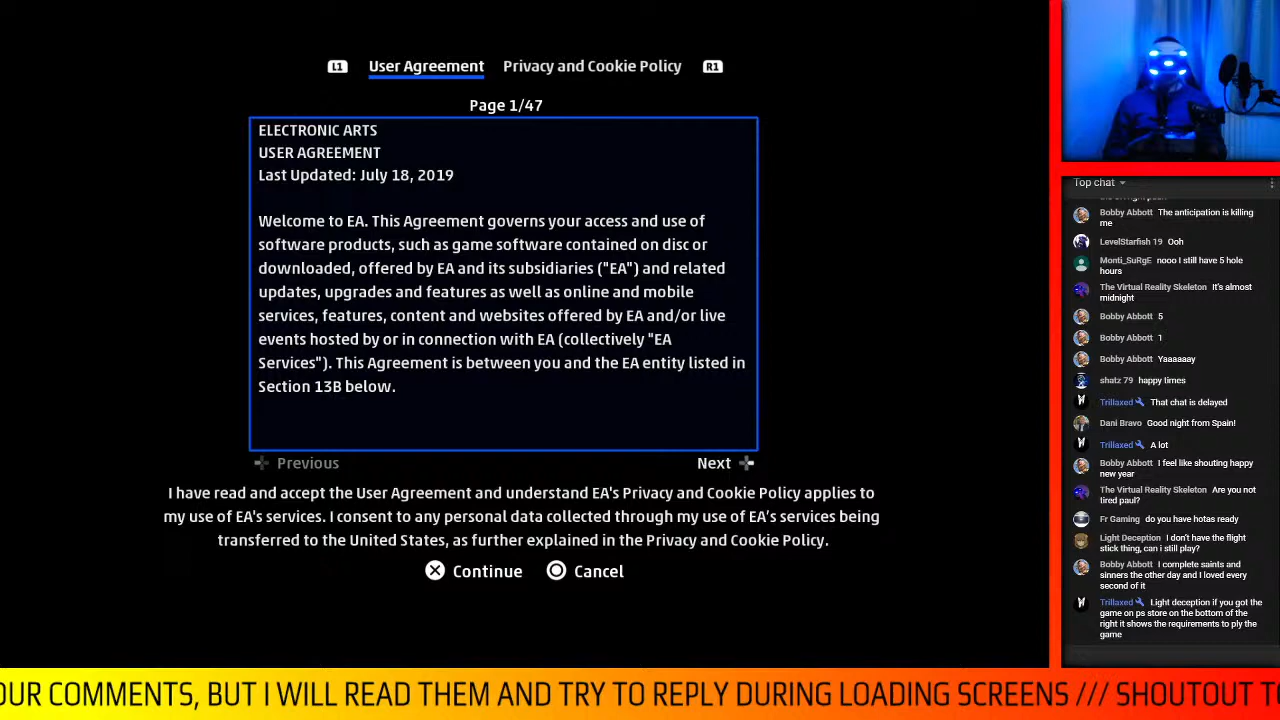 L1 User Agreement Privacy and Cookie Policy R1
Page 1/47
ELECTRONIC ARTS
USER AGREEMENT
Last Updated: July 18, 2019
Welcome to EA. This Agreement governs your access and use of
software products, such as game software contained on disc or
downloaded, offered by EA and its subsidiaries ("EA") and related
updates, upgrades and features as well as online and mobile
services, features, content and websites offered by EA and/or live
events hosted by or in connection with EA (collectively "EA
Services"). This Agreement is between you and the EA entity listed in
Section 13B below.
Previous
Next
I have read and accept the User Agreement and understand EA's Privacy and Cookie Policy applies to
my use of EA's services. I consent to any personal data collected through my use of EA's services being
transferred to the United States, as further explained in the Privacy and Cookie Policy.
Continue Cancel
Top chat
Bobby Abbott The anticipation is killing
me
LevelStarfish 19 Ooh
Monti_SuRgE nooo I still have 5 hole
hours
The Virtual Reality Skeleton It's almost
midnight
Bobby Abbott 5
Bobby Abbott 1
Bobby Abbott Yaaaaaay
shatz 79 happy times
Trillaxed That chat is delayed
Dani Bravo Good night from Spain!
Trillaxed A lot
Bobby Abbott I feel like shouting happy
new year
The Virtual Reality Skeleton Are you not
tired paul?
Fr Gaming do you have hotas ready
Light Deception I don't have the flight
stick thing, can i still play?
Bobby Abbott I complete saints and
sinners the other day and I loved every
second of it
Trillaxed Light deception if you got the
game on ps store on the bottom of the
right it shows the requirements to ply the
game
OUR COMMENTS, BUT I WILL READ THEM AND TRY TO REPLY DURING LOADING SCREENS /// SHOUTOUT TO